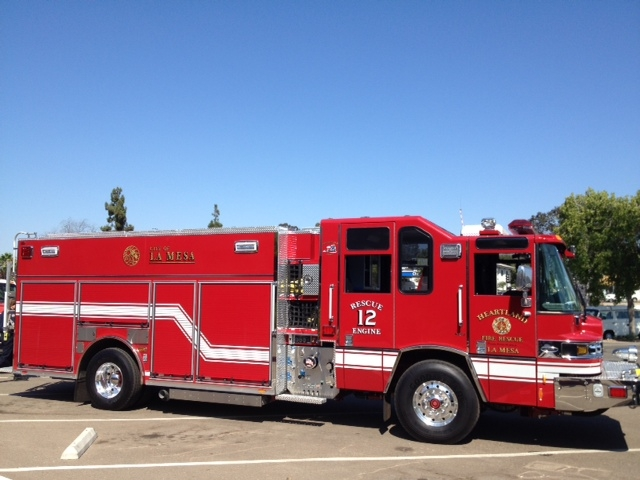 CITY OF
LA MESA
RESCUE
12
ENGINE
HEARTLAND
FIRE RESCUE
LA MESA